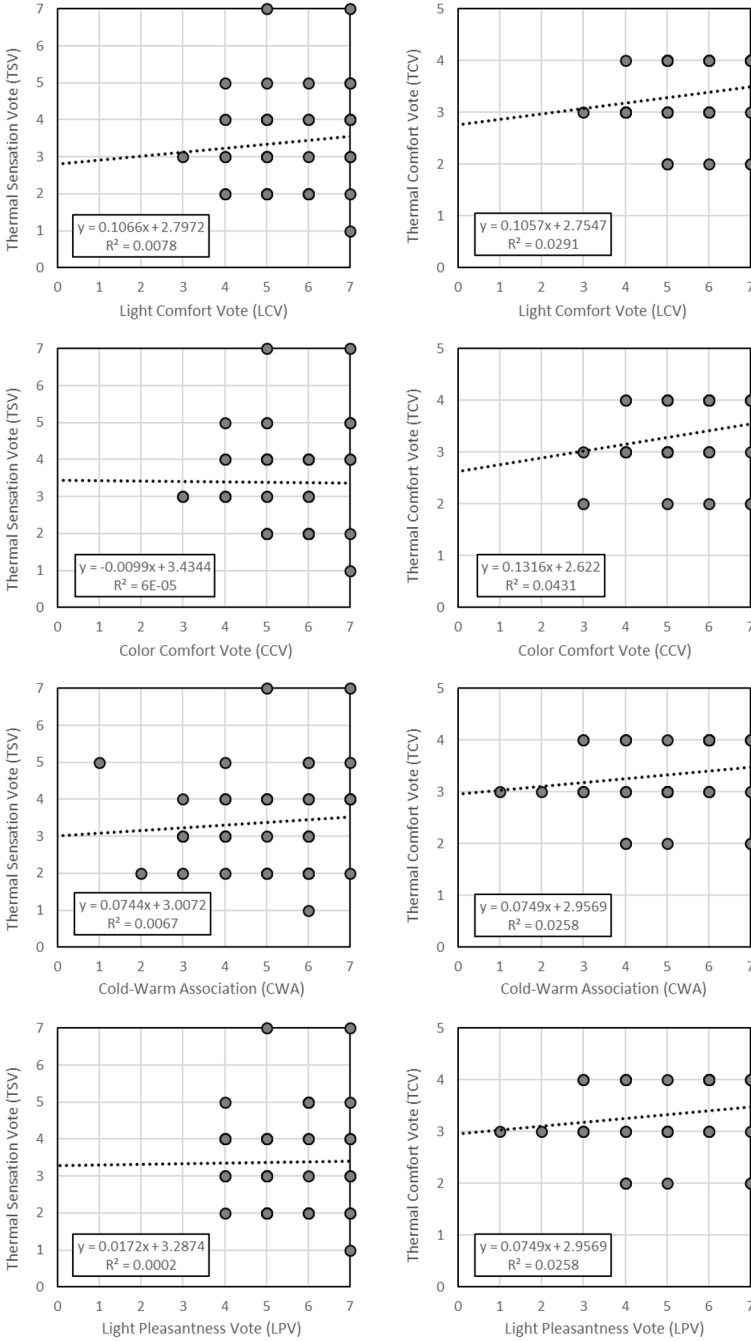 Thermal Sensation Vote (TSV)
7
6
5
4
3
2
1
0
y = 0.1066x + 2.7972
R² = 0.0078
0 1 2 3 4 5 6 7
Light Comfort Vote (LCV)
Thermal Comfort Vote (TCV)
5
4
3
2
1
0
y = 0.1057x + 2.7547
R² = 0.0291
0 1 2 3 4 5 6 7
Light Comfort Vote (LCV)
Thermal Sensation Vote (TSV)
7
6
5
4
3
2
1
0
y = -0.0099x + 3.4344
R² = 6E-05
0 1 2 3 4 5 6 7
Color Comfort Vote (CCV)
Thermal Comfort Vote (TCV)
5
4
3
2
1
0
y = 0.1316x + 2.622
R² = 0.0431
0 1 2 3 4 5 6 7
Color Comfort Vote (CCV)
Thermal Sensation Vote (TSV)
7
6
5
4
3
2
1
0
y = 0.0744x + 3.0072
R² = 0.0067
0 1 2 3 4 5 6 7
Cold-Warm Association (CWA)
Thermal Comfort Vote (TCV)
5
4
3
2
1
0
y = 0.0749x + 2.9569
R² = 0.0258
0 1 2 3 4 5 6 7
Cold-Warm Association (CWA)
Thermal Sensation Vote (TSV)
7
6
5
4
3
2
1
0
y = 0.0172x + 3.2874
R² = 0.0002
0 1 2 3 4 5 6 7
Light Pleasantness Vote (LPV)
Thermal Comfort Vote (TCV)
5
4
3
2
1
0
y = 0.0749x + 2.9569
R² = 0.0258
0 1 2 3 4 5 6 7
Light Pleasantness Vote (LPV)